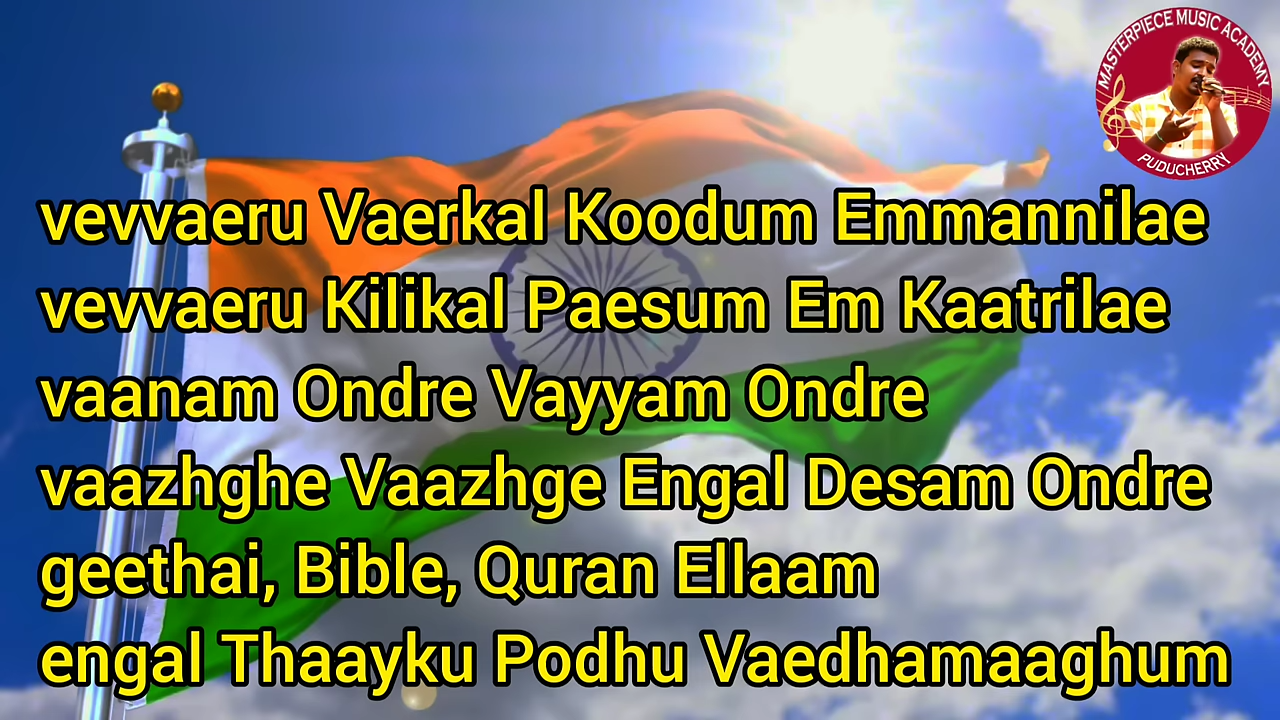 MASTERPIECE MUSIC ACADEMY
PUDUCHERRY
vevvaeru Vaerkal Koodum Emmannilae
vevvaeru Kilikal Paesum Em Kaatrilae
vaanam Ondre Vayyam Ondre
vaazhghe Vaazhge Engal Desam Ondre
geethai, Bible, Quran Ellaam
engal Thaayku Podhu Vaedhamaaghum